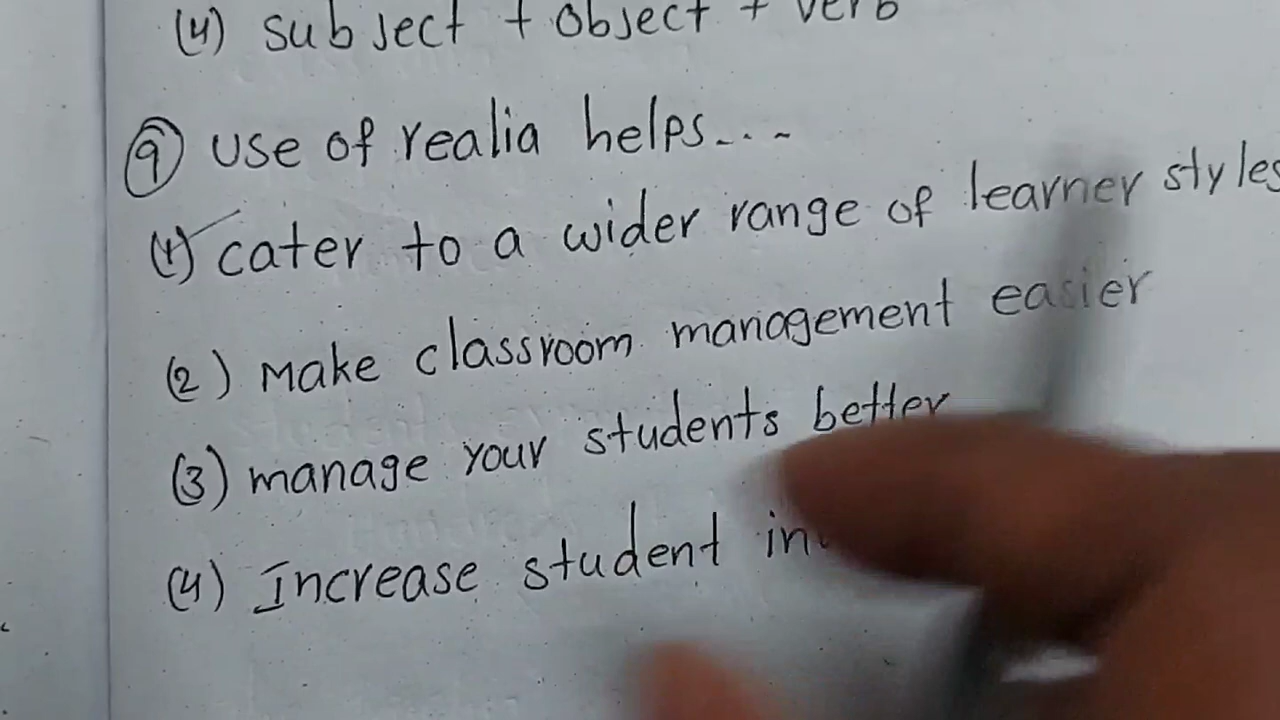 (4) subject + object + verb
(9) use of realia helps...
(1) cater to a wider range of learner styles
(2) Make classroom management easier
(3) manage your students better
(4) Increase student